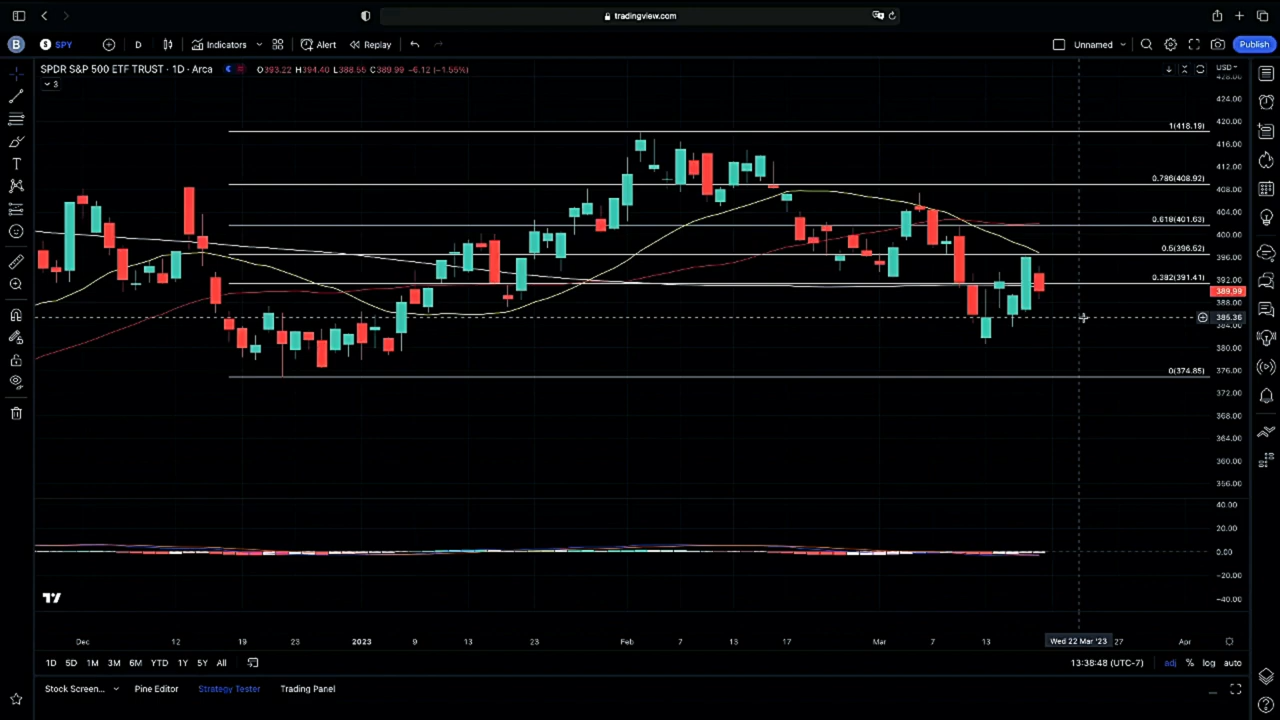 tradingview.com
B
S
SPY
D
Indicators
Alert
Replay
Unnamed
Publish
SPDR S&P 500 ETF TRUST · 1D · Arca
O393.22 H394.40 L388.55 C389.99 -6.12 (-1.55%)
3
USD
428.00
424.00
420.00
416.00
412.00
408.00
404.00
400.00
396.00
392.00
389.99
388.00
385.36
384.00
380.00
376.00
372.00
368.00
364.00
360.00
356.00
1(418.19)
0.786(408.92)
0.618(401.63)
0.5(396.52)
0.382(391.41)
0(374.85)
40.00
20.00
0.00
-20.00
-40.00
Dec 12 19 23 2023 9 13 23 Feb 7 13 17 Mar 7 13 Wed 22 Mar '23 27 Apr
1D 5D 1M 3M 6M YTD 1Y 5Y All
13:38:48 (UTC-7) adj % log auto
Stock Screen... Pine Editor Strategy Tester Trading Panel